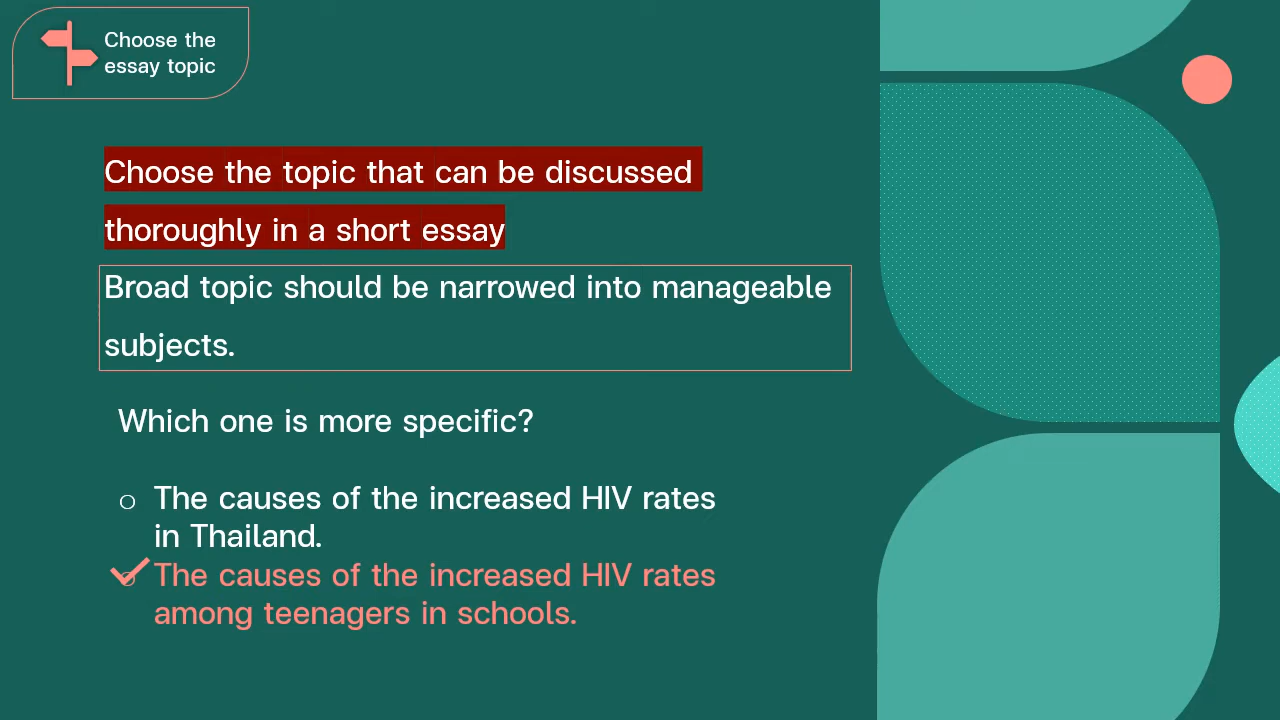 Choose the
essay topic
Choose the topic that can be discussed
thoroughly in a short essay
Broad topic should be narrowed into manageable
subjects.
Which one is more specific?
o The causes of the increased HIV rates
in Thailand.
o The causes of the increased HIV rates
among teenagers in schools.